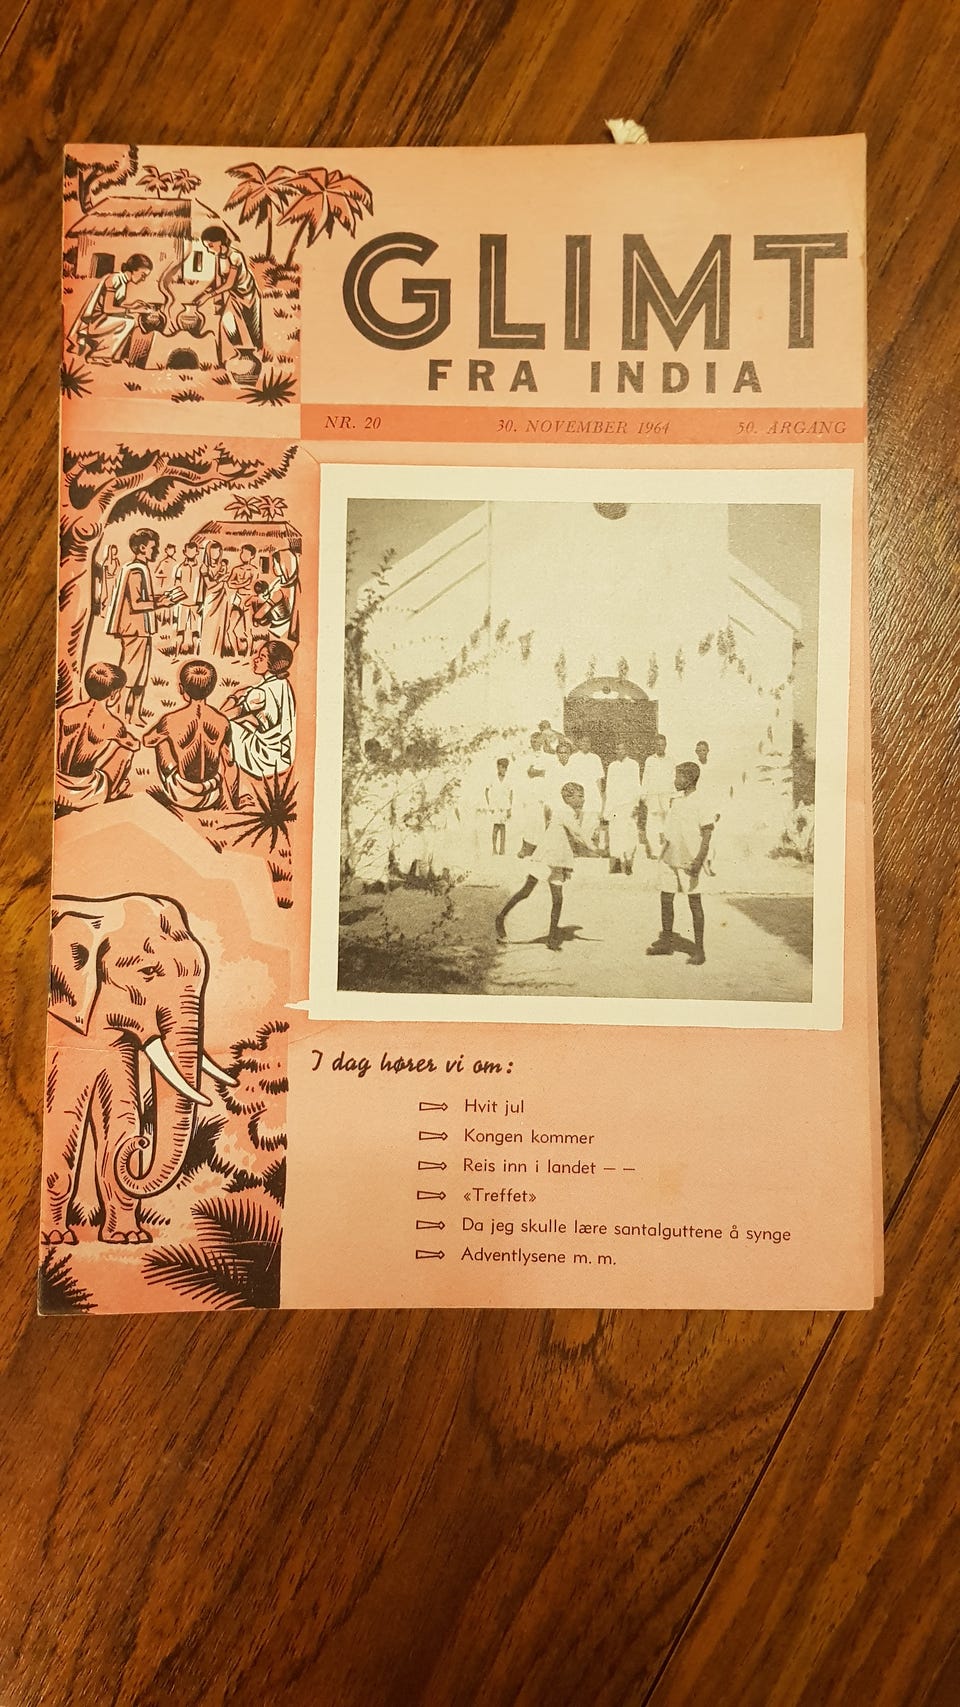 GLIMT
FRA INDIA
NR. 20 30. NOVEMBER 1964 50. ÅRGANG
I dag hører vi om:
Hvit jul
Kongen kommer
Reis inn i landet — —
«Treffet»
Da jeg skulle lære santalguttene å synge
Adventlysene m. m.